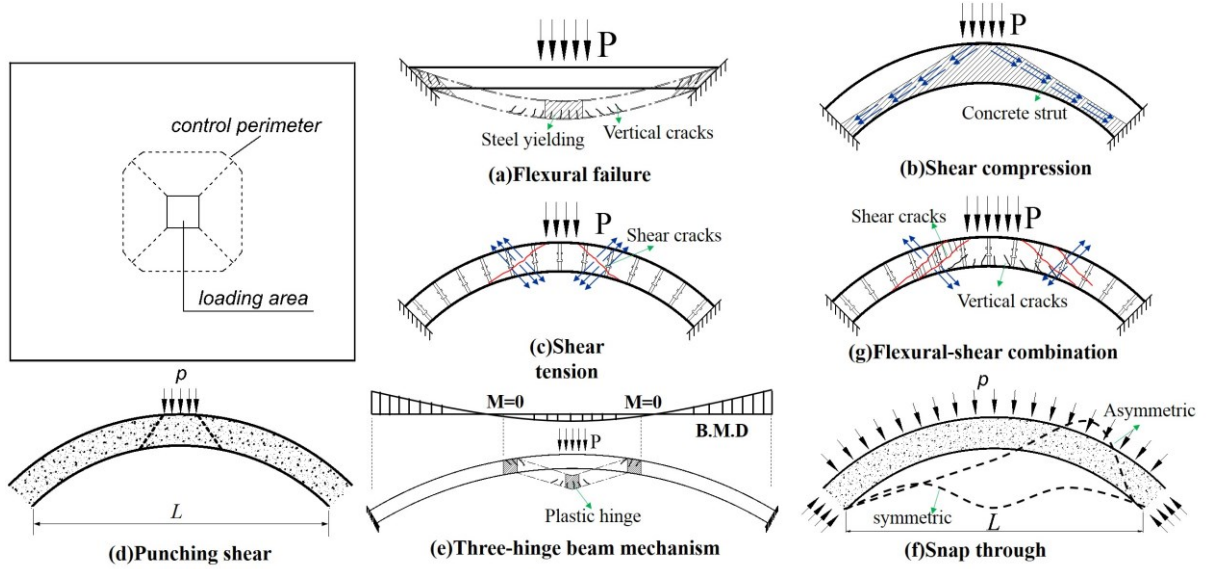 control perimeter
loading area
P
Steel yielding
Vertical cracks
(a)Flexural failure
P
Concrete strut
(b)Shear compression
P
Shear cracks
(c)Shear
tension
Shear cracks
P
Vertical cracks
(g)Flexural-shear combination
p
L
(d)Punching shear
M=0
M=0
B.M.D
P
Plastic hinge
(e)Three-hinge beam mechanism
p
Asymmetric
symmetric
L
(f)Snap through